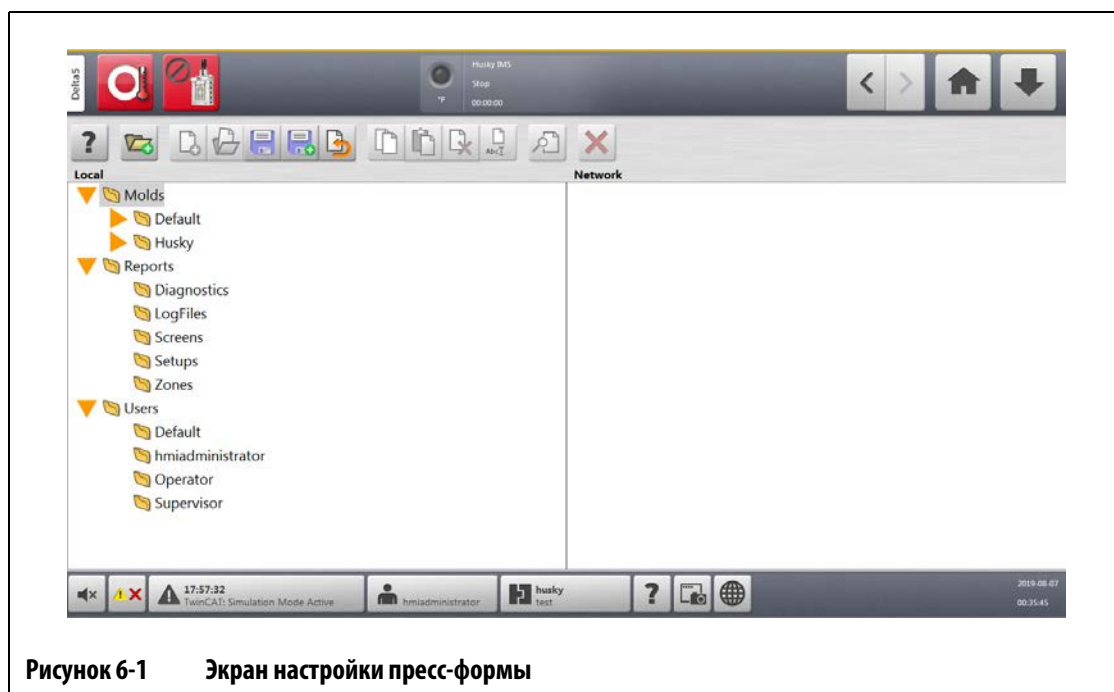 Delta5
Husky IMS
Stop
°F
00:00:00
?
AbcI
Local
Network
Molds
Default
Husky
Reports
Diagnostics
LogFiles
Screens
Setups
Zones
Users
Default
hmiadministrator
Operator
Supervisor
17:57:32
TwinCAT: Simulation Mode Active
hmiadministrator
husky
test
?
2019-08-07
00:35:45
Рисунок 6-1 Экран настройки пресс-формы